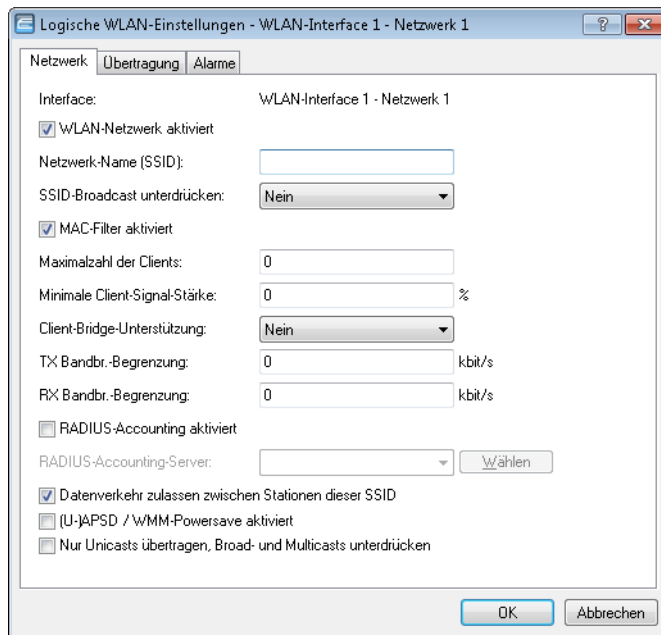 Logische WLAN-Einstellungen - WLAN-Interface 1 - Netzwerk 1
Netzwerk Übertragung Alarme
Interface: WLAN-Interface 1 - Netzwerk 1
WLAN-Netzwerk aktiviert
Netzwerk-Name (SSID):
SSID-Broadcast unterdrücken: Nein
MAC-Filter aktiviert
Maximalzahl der Clients: 0
Minimale Client-Signal-Stärke: 0 %
Client-Bridge-Unterstützung: Nein
TX Bandbr.-Begrenzung: 0 kbit/s
RX Bandbr.-Begrenzung: 0 kbit/s
RADIUS-Accounting aktiviert
RADIUS-Accounting-Server: Wählen
Datenverkehr zulassen zwischen Stationen dieser SSID
(U-)APSD / WMM-Powersave aktiviert
Nur Unicasts übertragen, Broad- und Multicasts unterdrücken
OK Abbrechen